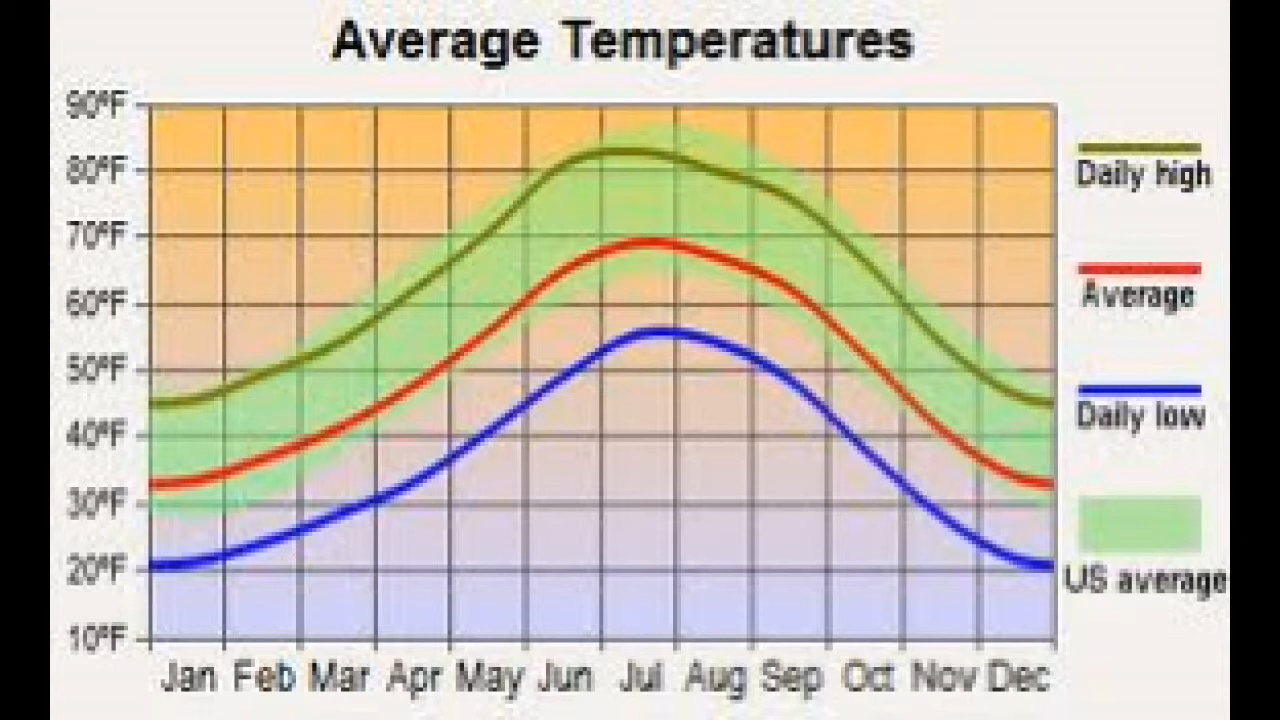 Average Temperatures
90°F
80°F
70°F
60°F
50°F
40°F
30°F
20°F
10°F
Jan Feb Mar Apr May Jun Jul Aug Sep Oct Nov Dec
Daily high
Average
Daily low
US average